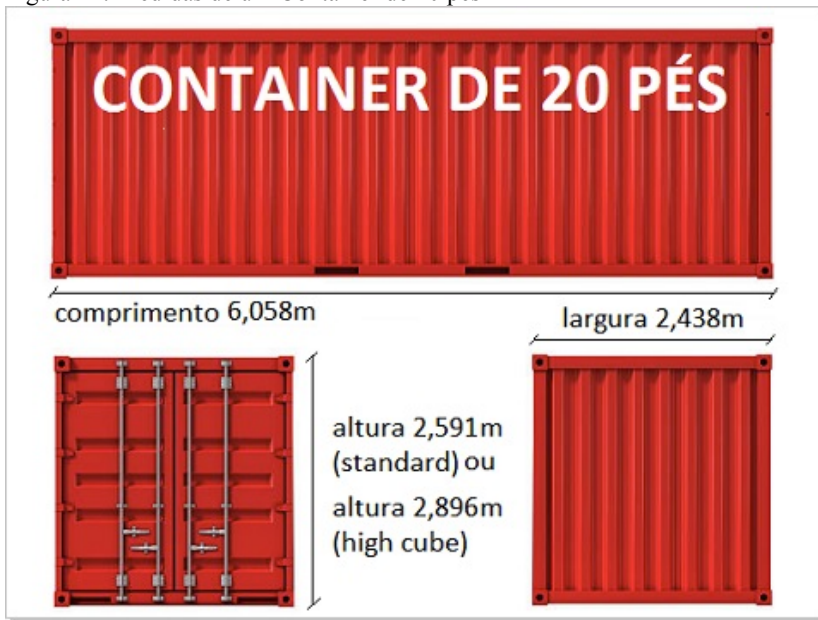 CONTAINER DE 20 PÉS
comprimento 6,058m
largura 2,438m
altura 2,591m
(standard) ou
altura 2,896m
(high cube)